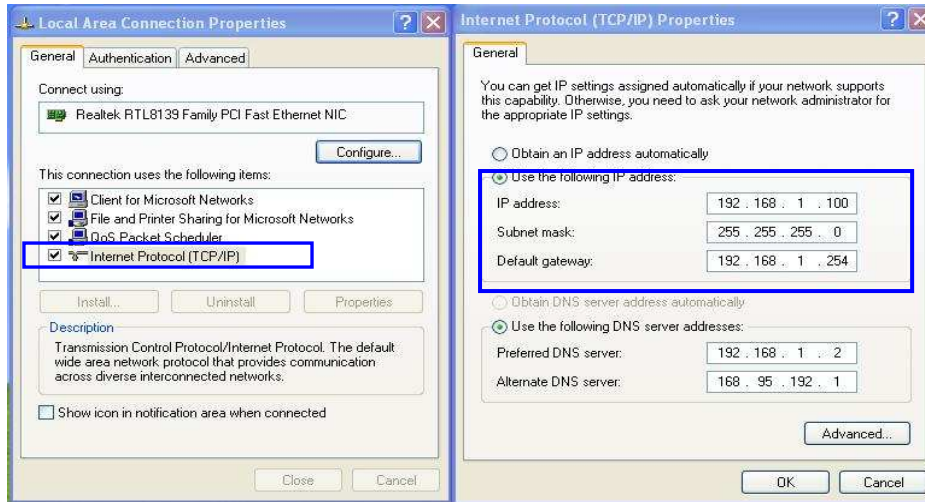 Local Area Connection Properties
General Authentication Advanced
Connect using:
Realtek RTL8139 Family PCI Fast Ethernet NIC
Configure...
This connection uses the following items:
Client for Microsoft Networks
File and Printer Sharing for Microsoft Networks
QoS Packet Scheduler
Internet Protocol (TCP/IP)
Install... Uninstall Properties
Description
Transmission Control Protocol/Internet Protocol. The default
wide area network protocol that provides communication
across diverse interconnected networks.
Show icon in notification area when connected
Close Cancel
Internet Protocol (TCP/IP) Properties
General
You can get IP settings assigned automatically if your network supports
this capability. Otherwise, you need to ask your network administrator for
the appropriate IP settings.
Obtain an IP address automatically
Use the following IP address:
IP address: 192 . 168 . 1 . 100
Subnet mask: 255 . 255 . 255 . 0
Default gateway: 192 . 168 . 1 . 254
Obtain DNS server address automatically
Use the following DNS server addresses:
Preferred DNS server: 192 . 168 . 1 . 2
Alternate DNS server: 168 . 95 . 192 . 1
Advanced...
OK Cancel